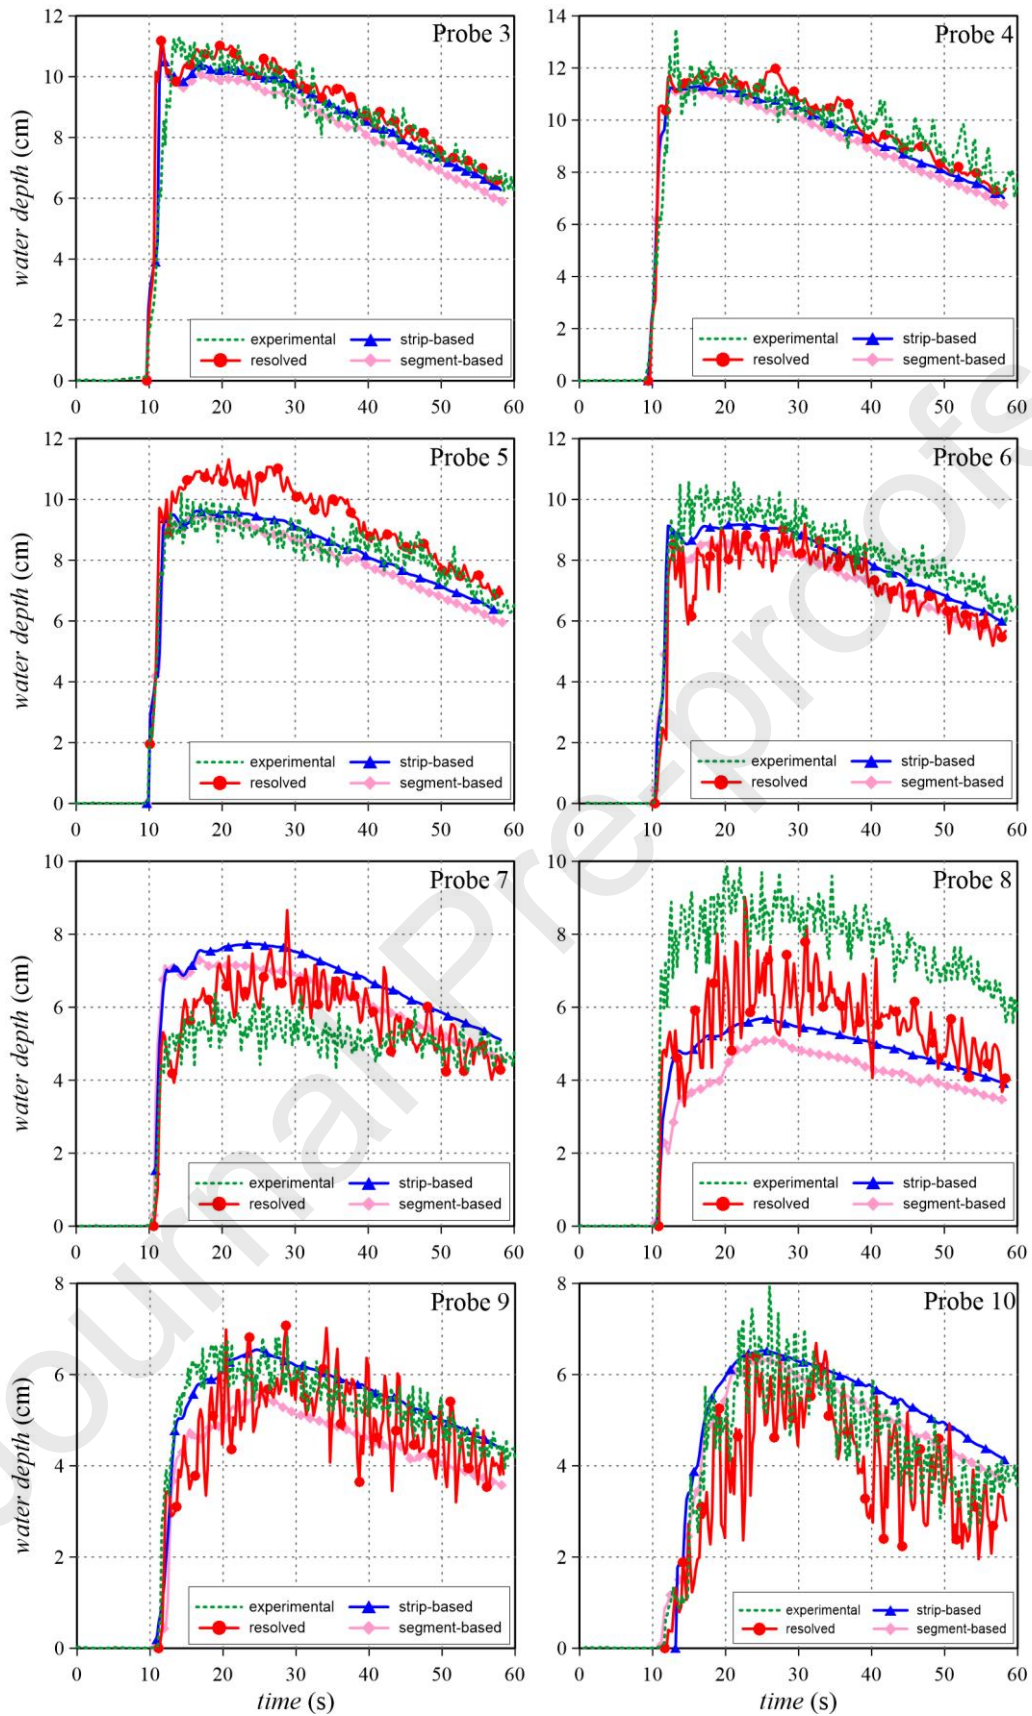 Probe 3
water depth (cm)
12
10
8
6
4
2
0
experimental
strip-based
resolved
segment-based
0 10 20 30 40 50 60
Probe 4
14
12
10
8
6
4
2
0
experimental
strip-based
resolved
segment-based
0 10 20 30 40 50 60
Probe 5
water depth (cm)
12
10
8
6
4
2
0
experimental
strip-based
resolved
segment-based
0 10 20 30 40 50 60
Probe 6
12
10
8
6
4
2
0
experimental
strip-based
resolved
segment-based
0 10 20 30 40 50 60
Probe 7
water depth (cm)
10
8
6
4
2
0
experimental
strip-based
resolved
segment-based
0 10 20 30 40 50 60
Probe 8
10
8
6
4
2
0
experimental
strip-based
resolved
segment-based
0 10 20 30 40 50 60
Probe 9
water depth (cm)
8
6
4
2
0
experimental
strip-based
resolved
segment-based
0 10 20 30 40 50 60
time (s)
Probe 10
8
6
4
2
0
experimental
strip-based
resolved
segment-based
0 10 20 30 40 50 60
time (s)
Journal Pre-proofs